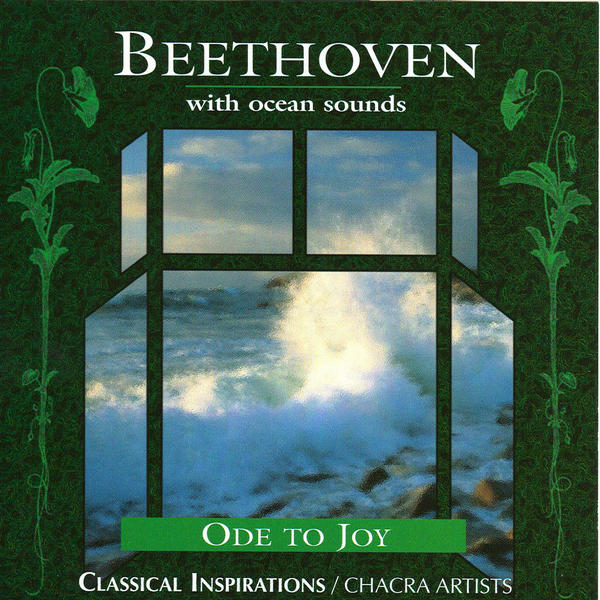 BEETHOVEN
with ocean sounds
ODE TO JOY
CLASSICAL INSPIRATIONS / CHACRA ARTISTS